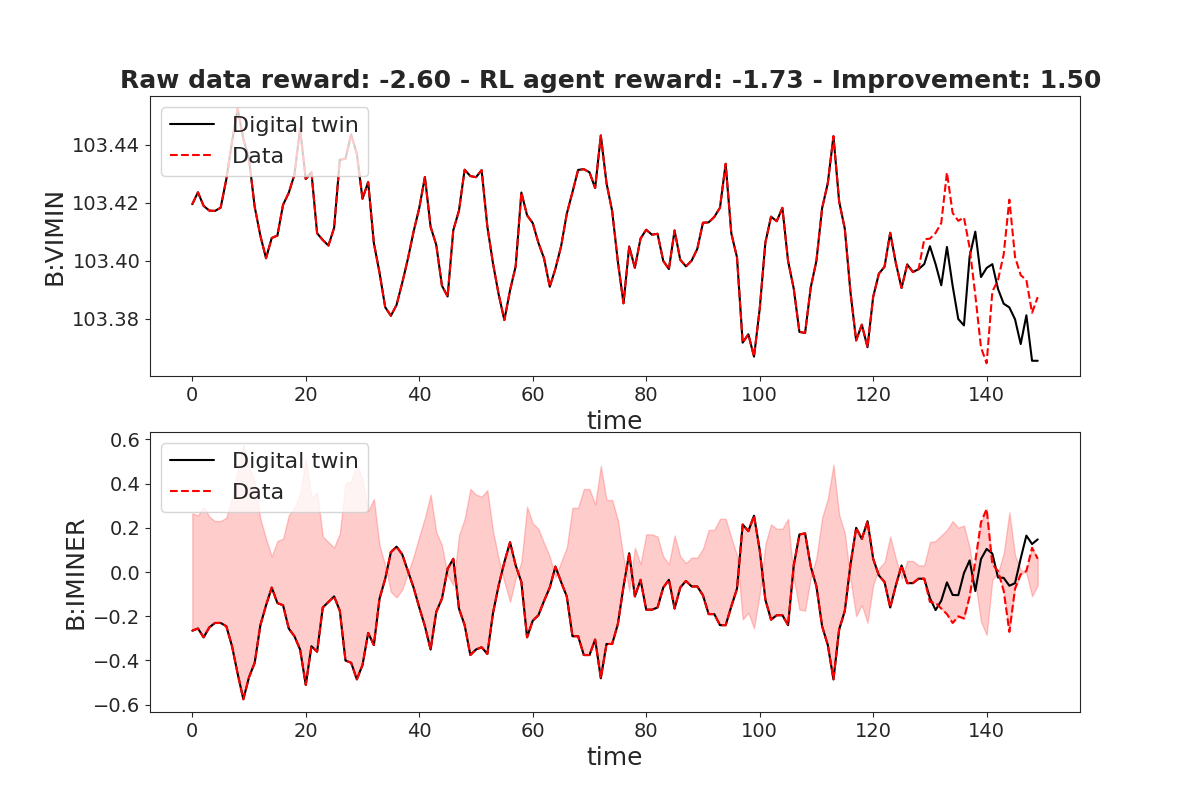 Raw data reward: -2.60 - RL agent reward: -1.73 - Improvement: 1.50
Digital twin
Data
103.44
103.42
103.40
103.38
B:VIMIN
0 20 40 60 80 100 120 140
time
Digital twin
Data
0.6
0.4
0.2
0.0
−0.2
−0.4
−0.6
B:IMINER
0 20 40 60 80 100 120 140
time